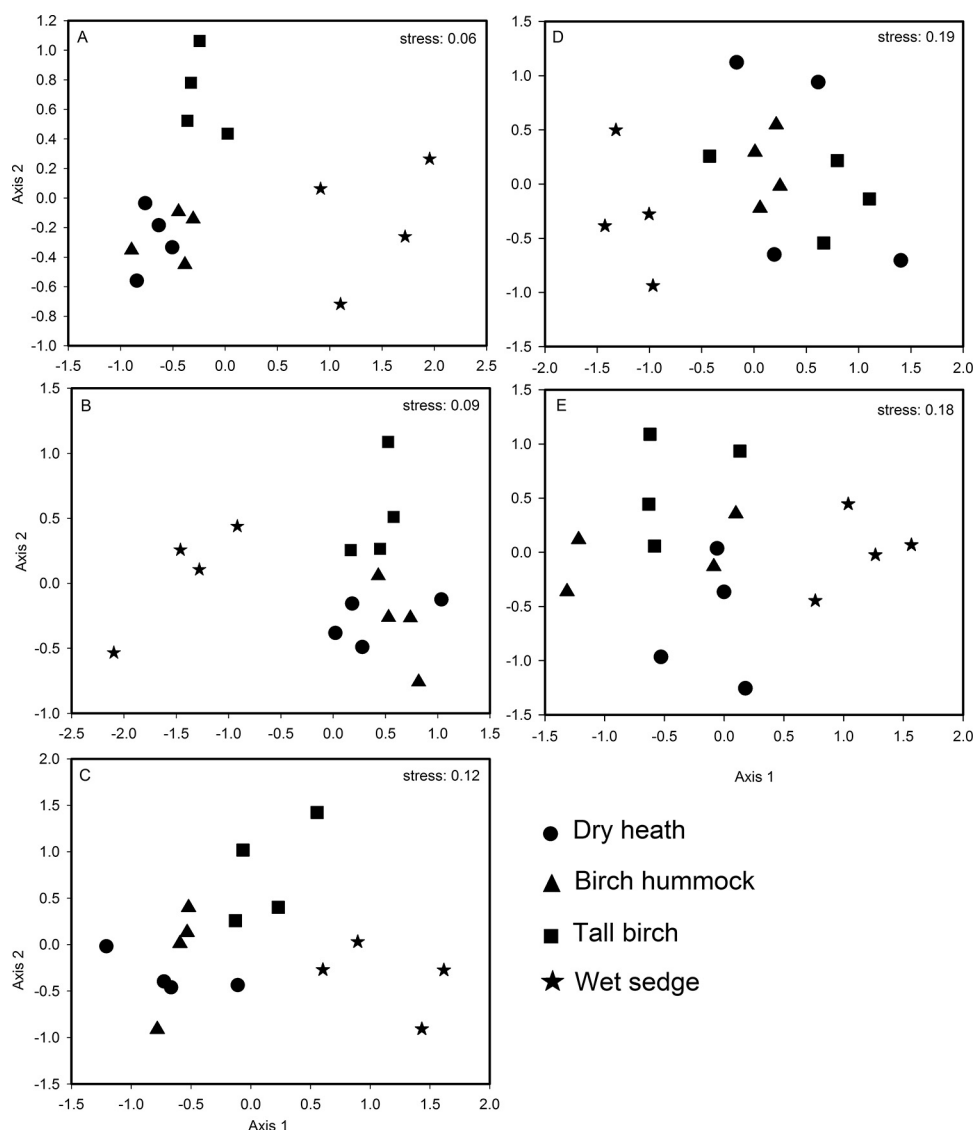 A
stress: 0.06
1.2
1.0
0.8
0.6
0.4
0.2
0.0
-0.2
-0.4
-0.6
-0.8
-1.0
Axis 2
-1.5 -1.0 -0.5 0.0 0.5 1.0 1.5 2.0 2.5
B
stress: 0.09
1.5
1.0
0.5
0.0
-0.5
-1.0
Axis 2
-2.5 -2.0 -1.5 -1.0 -0.5 0.0 0.5 1.0 1.5
C
stress: 0.12
2.0
1.5
1.0
0.5
0.0
-0.5
-1.0
-1.5
Axis 2
-1.5 -1.0 -0.5 0.0 0.5 1.0 1.5 2.0
Axis 1
D
stress: 0.19
1.5
1.0
0.5
0.0
-0.5
-1.0
-1.5
-2.0 -1.5 -1.0 -0.5 0.0 0.5 1.0 1.5 2.0
E
stress: 0.18
1.5
1.0
0.5
0.0
-0.5
-1.0
-1.5
-1.5 -1.0 -0.5 0.0 0.5 1.0 1.5 2.0
Axis 1
Dry heath
Birch hummock
Tall birch
Wet sedge